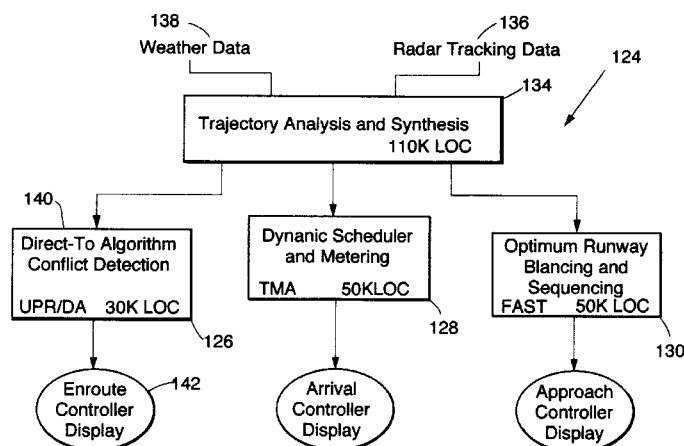 138
Weather Data
136
Radar Tracking Data
124
134
Trajectory Analysis and Synthesis
110K LOC
140
Direct-To Algorithm
Conflict Detection
UPR/DA 30K LOC
126
Dynanic Scheduler
and Metering
TMA 50KLOC
128
Optimum Runway
Blancing and
Sequencing
FAST 50K LOC
130
Enroute
Controller
Display
142
Arrival
Controller
Display
Approach
Controller
Display